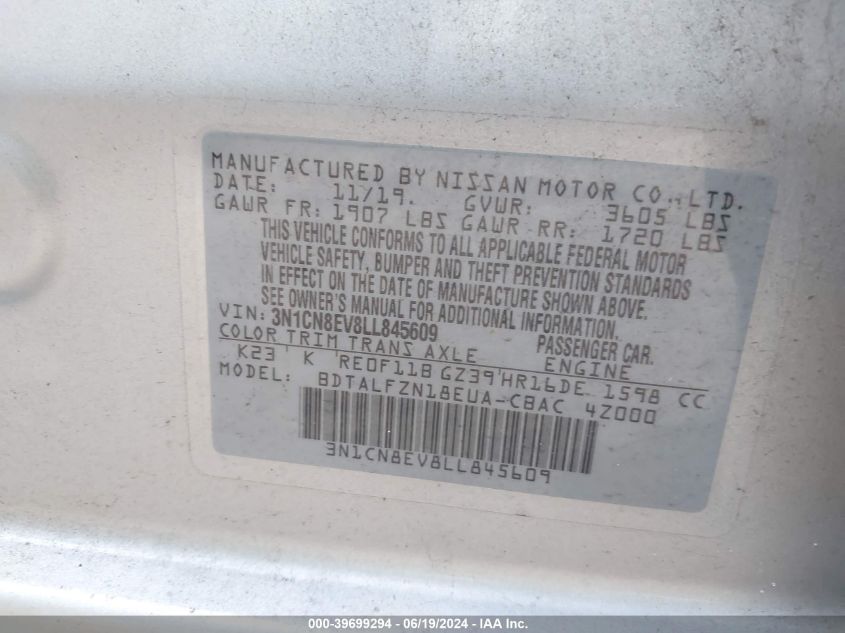 MANUFACTURED BY NISSAN MOTOR CO.,LTD.
DATE: 11/19. GVWR: 3605 LBS
GAWR FR: 1907 LBS GAWR RR: 1720 LBS
THIS VEHICLE CONFORMS TO ALL APPLICABLE FEDERAL MOTOR
VEHICLE SAFETY, BUMPER AND THEFT PREVENTION STANDARDS
IN EFFECT ON THE DATE OF MANUFACTURE SHOWN ABOVE.
SEE OWNER'S MANUAL FOR ADDITIONAL INFORMATION.
VIN: 3N1CN8EV8LL845609 PASSENGER CAR.
COLOR TRIM TRANS AXLE ENGINE
K23 K RE0F11B GZ39 HR16DE 1598 CC
MODEL: BDTALFZN18EUA-CBAC 4Z000
3N1CN8EV8LL845609
000-39699294 - 06/19/2024 - IAA Inc.